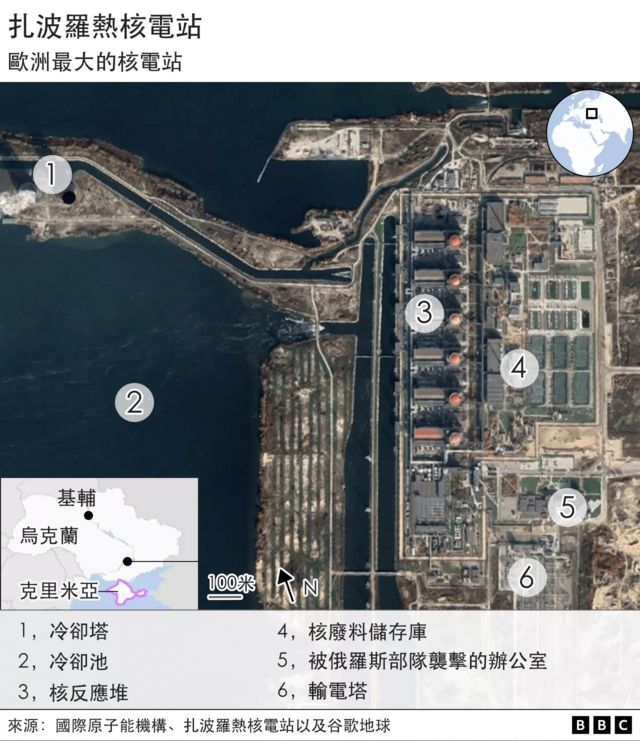 扎波羅熱核電站
歐洲最大的核電站
1
2
3
4
5
6
基輔
烏克蘭
克里米亞
100米
N
1，冷卻塔
2，冷卻池
3，核反應堆
4，核廢料儲存庫
5，被俄羅斯部隊襲擊的辦公室
6，輸電塔
來源：國際原子能機構、扎波羅熱核電站以及谷歌地球
BBC